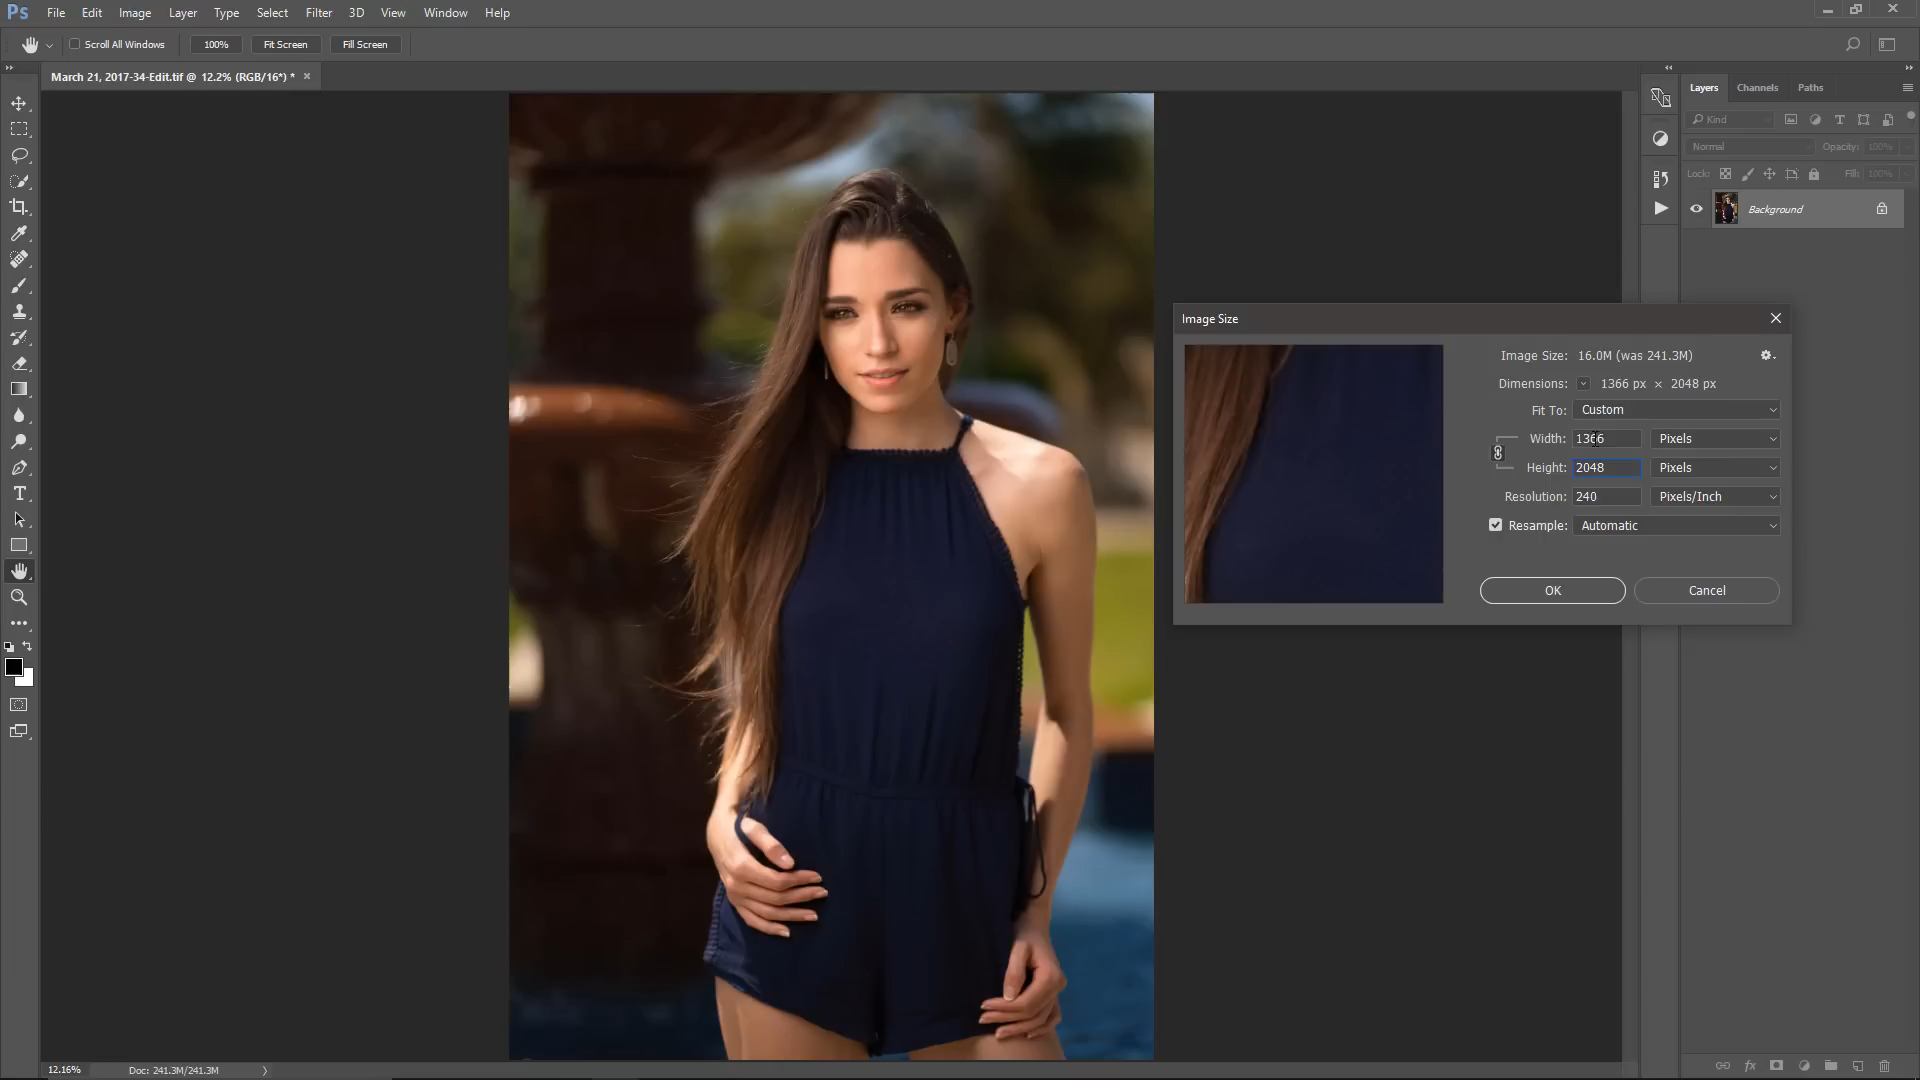 Ps File Edit Image Layer Type Select Filter 3D View Window Help
Scroll All Windows 100% Fit Screen Fill Screen
March 21, 2017-34-Edit.tif @ 12.2% (RGB/16*) * ×
Layers Channels Paths
Kind
Normal Opacity: 100%
Lock: Fill: 100%
Background
Image Size
Image Size: 16.0M (was 241.3M)
Dimensions: 1366 px × 2048 px
Fit To: Custom
Width: 1366 Pixels
Height: 2048 Pixels
Resolution: 240 Pixels/Inch
Resample: Automatic
OK Cancel
12.16% Doc: 241.3M/241.3M
fx